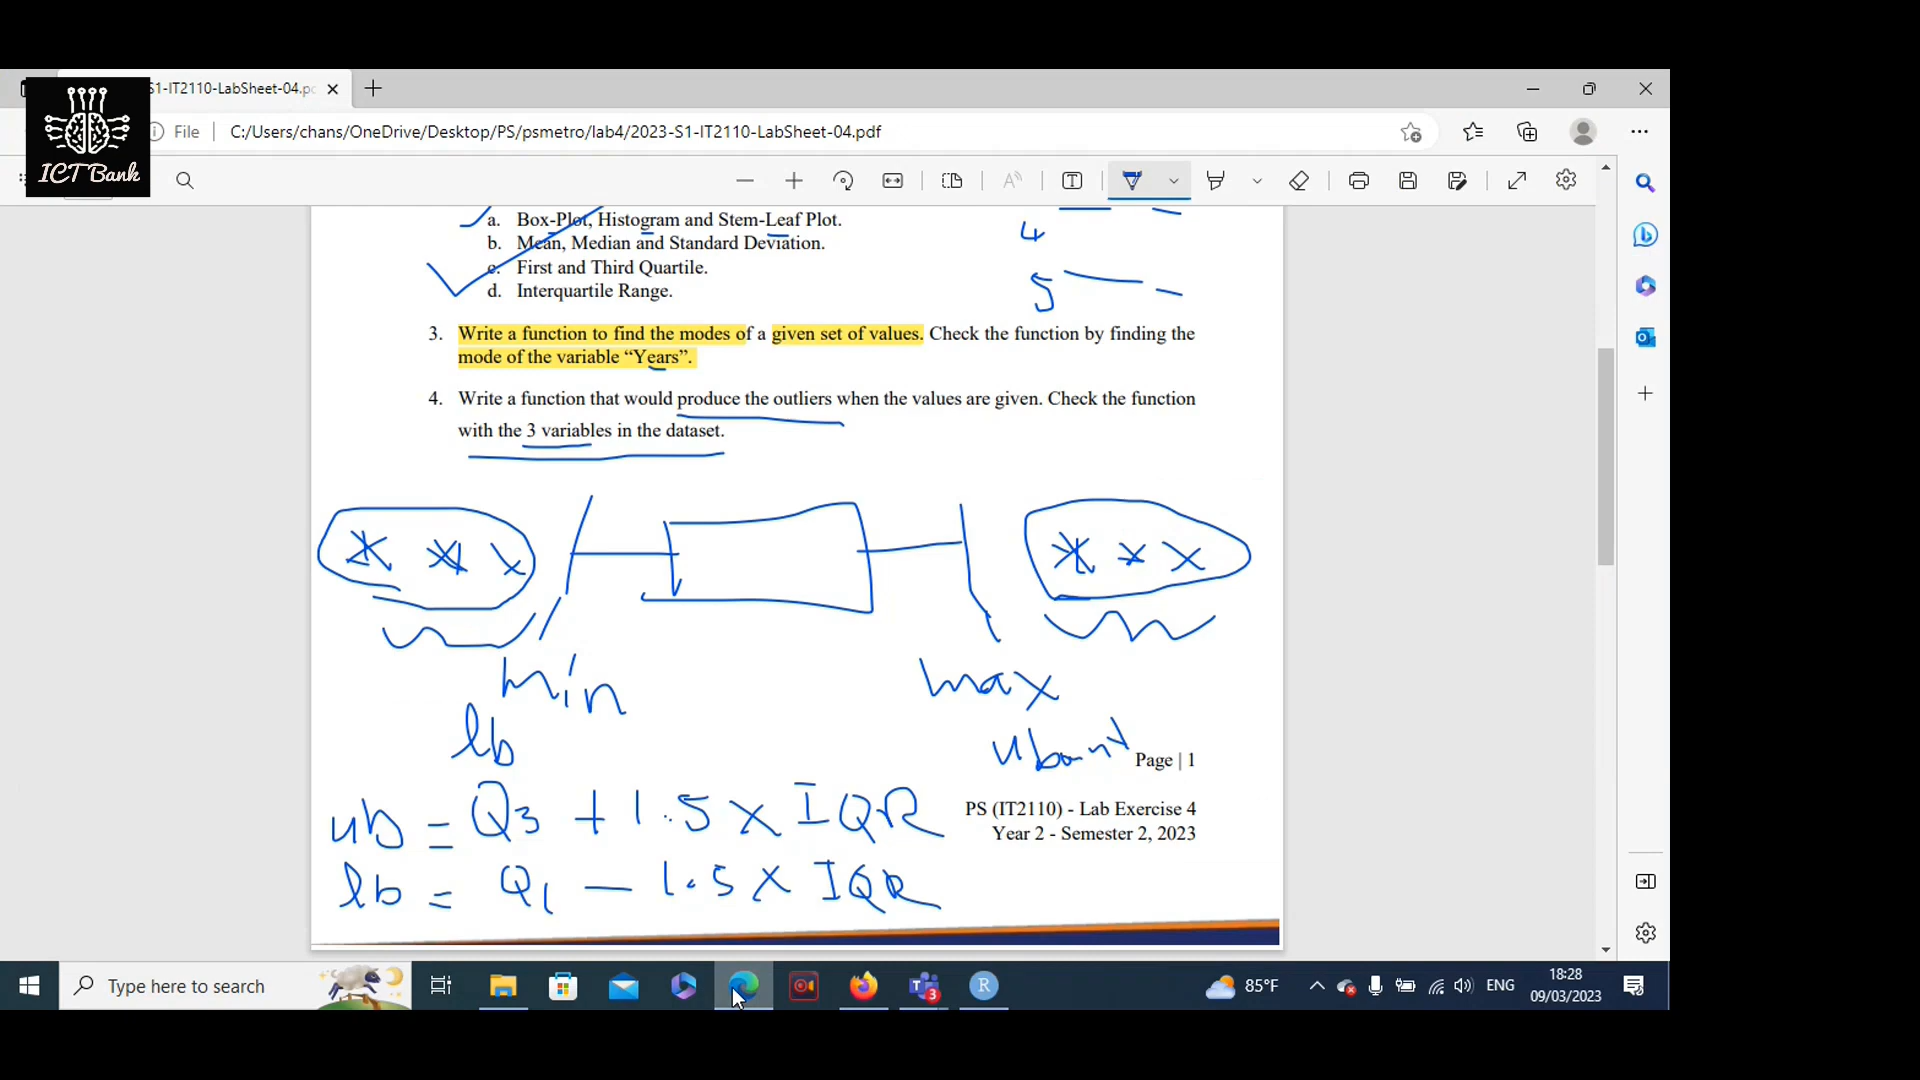 S1-IT2110-LabSheet-04.p
ICT Bank
File
C:/Users/chans/OneDrive/Desktop/PS/psmetro/lab4/2023-S1-IT2110-LabSheet-04.pdf
a. Box-Plot, Histogram and Stem-Leaf Plot.
4
b. Mean, Median and Standard Deviation.
c. First and Third Quartile.
5
d. Interquartile Range.
3. Write a function to find the modes of a given set of values. Check the function by finding the
mode of the variable “Years”.
4. Write a function that would produce the outliers when the values are given. Check the function
with the 3 variables in the dataset.
min
max
lb
Page | 1
ub = Q3 + 1.5 x IQR
PS (IT2110) - Lab Exercise 4
Year 2 - Semester 2, 2023
lb = Q1 — 1.5 x IQR
Type here to search
3
R
85°F
ENG
18:28
09/03/2023